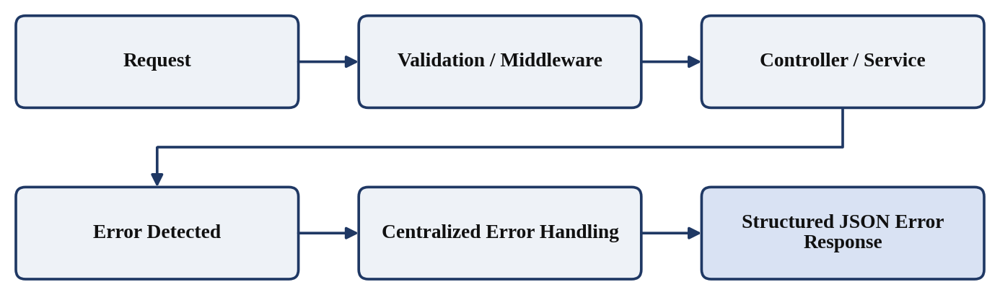 Request
Validation / Middleware
Controller / Service
Error Detected
Centralized Error Handling
Structured JSON Error
Response